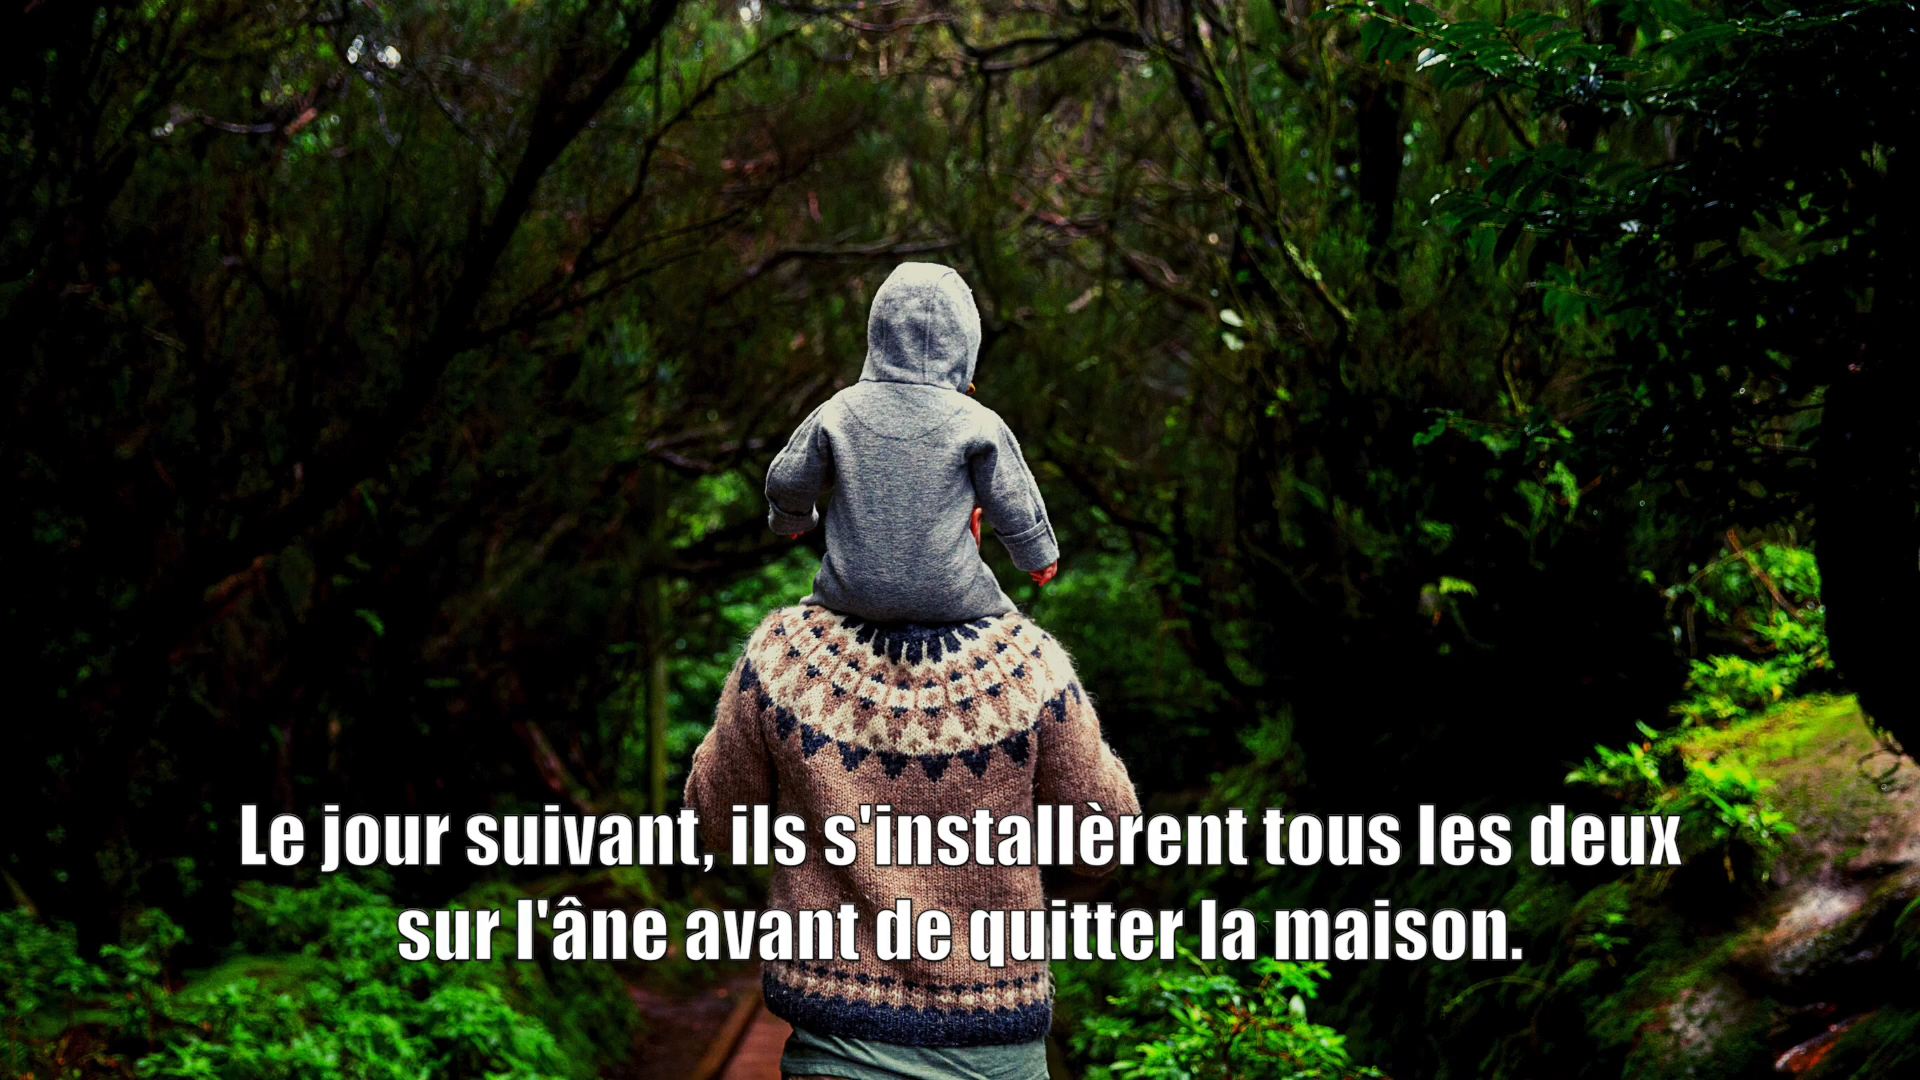 Le jour suivant, ils s'installèrent tous les deux
sur l'âne avant de quitter la maison.